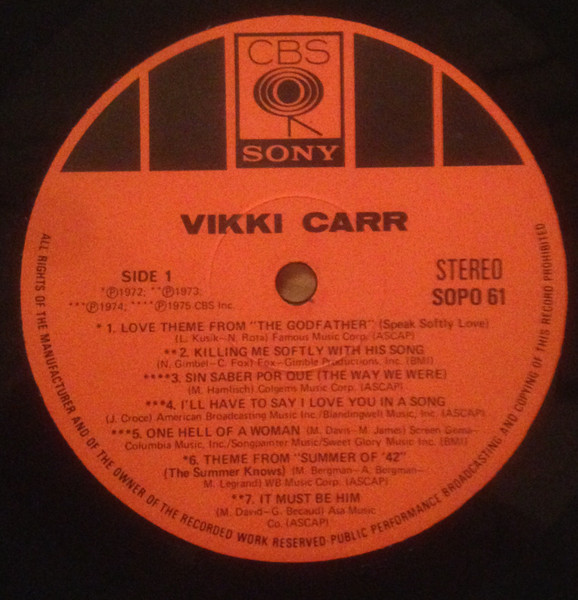 CBS
SONY
VIKKI CARR
SIDE 1
*Ⓟ1972; **Ⓟ1973;
***Ⓟ1974; ****Ⓟ1975 CBS Inc.
STEREO
SOPO 61
* 1. LOVE THEME FROM "THE GODFATHER" (Speak Softly Love)
(L. Kusik–N. Rota) Famous Music Corp. (ASCAP)
**2. KILLING ME SOFTLY WITH HIS SONG
(N. Gimbel–C. Fox) Fox–Gimble Productions, Inc. (BMI)
****3. SIN SABER POR QUE (THE WAY WE WERE)
(M. Hamlisch) Colgems Music Corp. (ASCAP)
***4. I'LL HAVE TO SAY I LOVE YOU IN A SONG
(J. Croce) American Broadcasting Music Inc./Blendingwell Music, Inc. (ASCAP)
***5. ONE HELL OF A WOMAN (M. Davis–M. James) Screen Gems–
Columbia Music, Inc./Songpainter Music/Sweet Glory Music Inc. (BMI)
*6. THEME FROM "SUMMER OF '42"
(The Summer Knows) (M. Bergman–A. Bergman–
M. Legrand) WB Music Corp. (ASCAP)
**7. IT MUST BE HIM
(M. David–G. Becaud) Asa Music
Co. (ASCAP)
ALL RIGHTS OF THE MANUFACTURER AND OF THE OWNER OF THE RECORDED WORK RESERVED·PUBLIC PERFORMANCE BROADCASTING AND COPYING OF THIS RECORD PROHIBITED